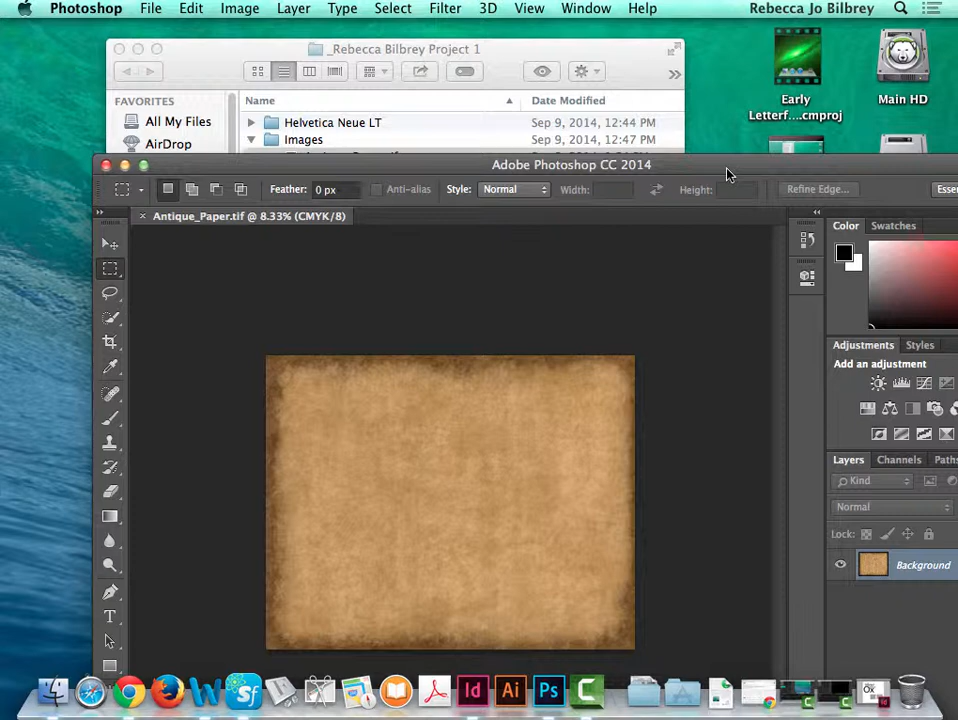 Photoshop File Edit Image Layer Type Select Filter 3D View Window Help Rebecca Jo Bilbrey
_Rebecca Bilbrey Project 1
FAVORITES
All My Files
AirDrop
Name Date Modified
Helvetica Neue LT Sep 9, 2014, 12:44 PM
Images Sep 9, 2014, 12:47 PM
Early
Letterf....cmproj
Main HD
Adobe Photoshop CC 2014
Feather: 0 px Anti-alias Style: Normal Width: Height: Refine Edge...
Antique_Paper.tif @ 8.33% (CMYK/8)
Color Swatches
Adjustments Styles
Add an adjustment
Layers Channels
Kind
Normal
Lock:
Background
W
Sf
Id
Ai
Ps
C
T